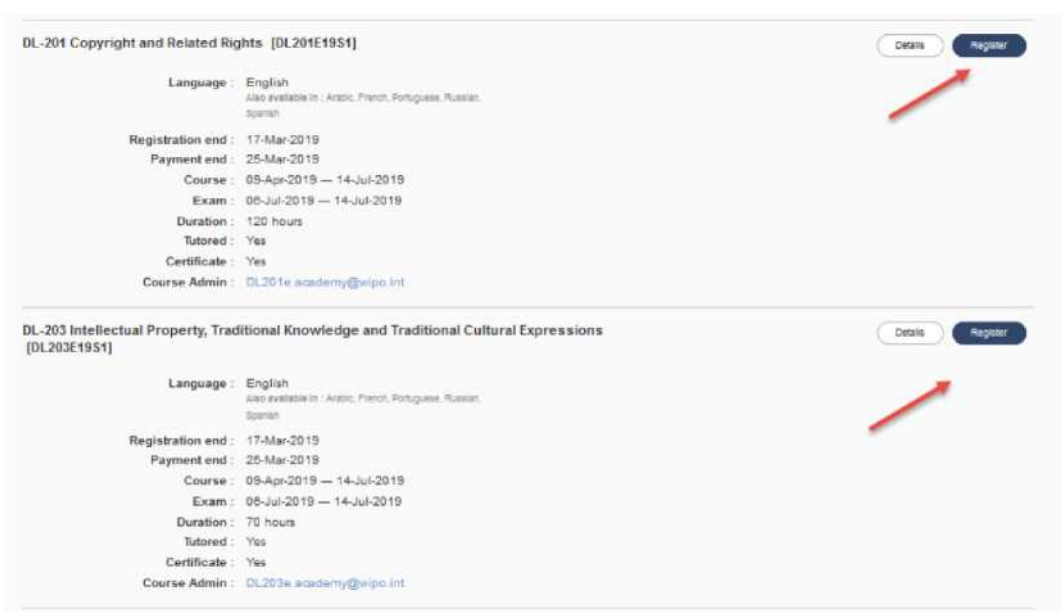 DL-201 Copyright and Related Rights [DL201E19S1]
Details
Register
Language : English
Also available in : Arabic, French, Portuguese, Russian,
Spanish
Registration end : 17-Mar-2019
Payment end : 25-Mar-2019
Course : 09-Apr-2019 — 14-Jul-2019
Exam : 06-Jul-2019 — 14-Jul-2019
Duration : 120 hours
Tutored : Yes
Certificate : Yes
Course Admin : DL201e.academy@wipo.int
DL-203 Intellectual Property, Traditional Knowledge and Traditional Cultural Expressions
[DL203E19S1]
Details
Register
Language : English
Also available in : Arabic, French, Portuguese, Russian,
Spanish
Registration end : 17-Mar-2019
Payment end : 25-Mar-2019
Course : 09-Apr-2019 — 14-Jul-2019
Exam : 06-Jul-2019 — 14-Jul-2019
Duration : 70 hours
Tutored : Yes
Certificate : Yes
Course Admin : DL203e.academy@wipo.int